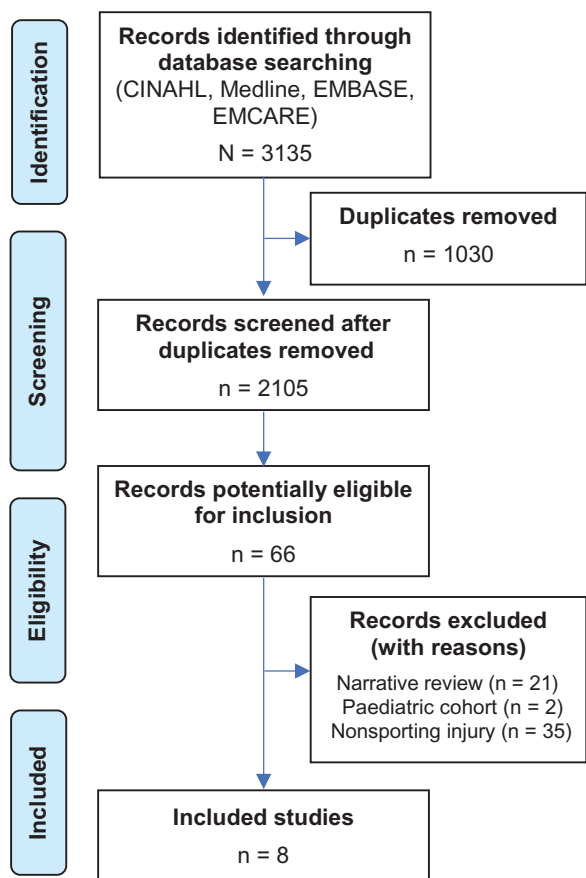 Identification
Records identified through
database searching
(CINAHL, Medline, EMBASE,
EMCARE)
N = 3135
Duplicates removed
n = 1030
Screening
Records screened after
duplicates removed
n = 2105
Eligibility
Records potentially eligible
for inclusion
n = 66
Records excluded
(with reasons)
Narrative review (n = 21)
Paediatric cohort (n = 2)
Nonsporting injury (n = 35)
Included
Included studies
n = 8